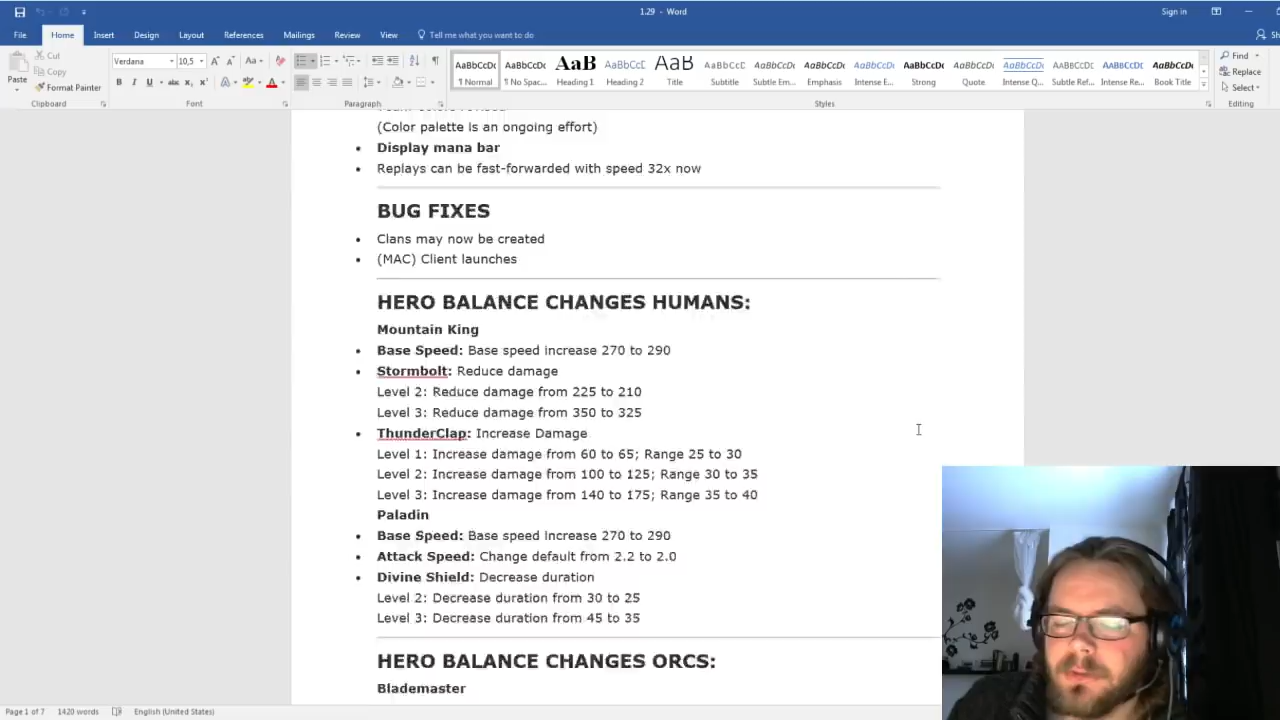 1.29 - Word
Sign in
File Home Insert Design Layout References Mailings Review View Tell me what you want to do
Cut
Copy
Format Painter
Paste
Verdana 10,5
AaBbCcDc AaBbCcDc AaBbC AaBbCcC AaBbC AaBbCcDc AaBbCcDc AaBbCcDc AaBbCcDc AaBbCcDc AaBbCcDc AaBbCcDc AaBbCcDc AaBbCcDc AaBbCcDc
¶ Normal ¶ No Spac... Heading 1 Heading 2 Title Subtitle Subtle Em... Emphasis Intense E... Strong Quote Intense Q... Subtle Ref... Intense Re... Book Title
Find
Replace
Select
Clipboard Font Paragraph Styles Editing
(Color palette is an ongoing effort)
• Display mana bar
• Replays can be fast-forwarded with speed 32x now
BUG FIXES
• Clans may now be created
• (MAC) Client launches
HERO BALANCE CHANGES HUMANS:
Mountain King
• Base Speed: Base speed increase 270 to 290
• Stormbolt: Reduce damage
Level 2: Reduce damage from 225 to 210
Level 3: Reduce damage from 350 to 325
• ThunderClap: Increase Damage
Level 1: Increase damage from 60 to 65; Range 25 to 30
Level 2: Increase damage from 100 to 125; Range 30 to 35
Level 3: Increase damage from 140 to 175; Range 35 to 40
Paladin
• Base Speed: Base speed Increase 270 to 290
• Attack Speed: Change default from 2.2 to 2.0
• Divine Shield: Decrease duration
Level 2: Decrease duration from 30 to 25
Level 3: Decrease duration from 45 to 35
HERO BALANCE CHANGES ORCS:
Blademaster
Page 1 of 7 1420 words English (United States)